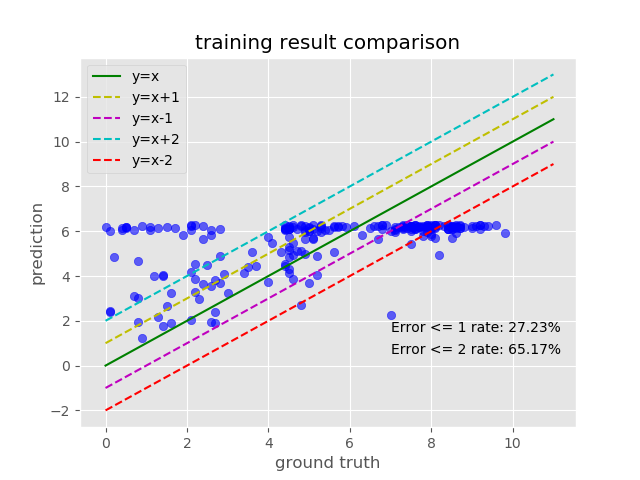 training result comparison
y=x
y=x+1
y=x-1
y=x+2
y=x-2
12
10
8
6
4
2
0
−2
prediction
Error <= 1 rate: 27.23%
Error <= 2 rate: 65.17%
0 2 4 6 8 10
ground truth